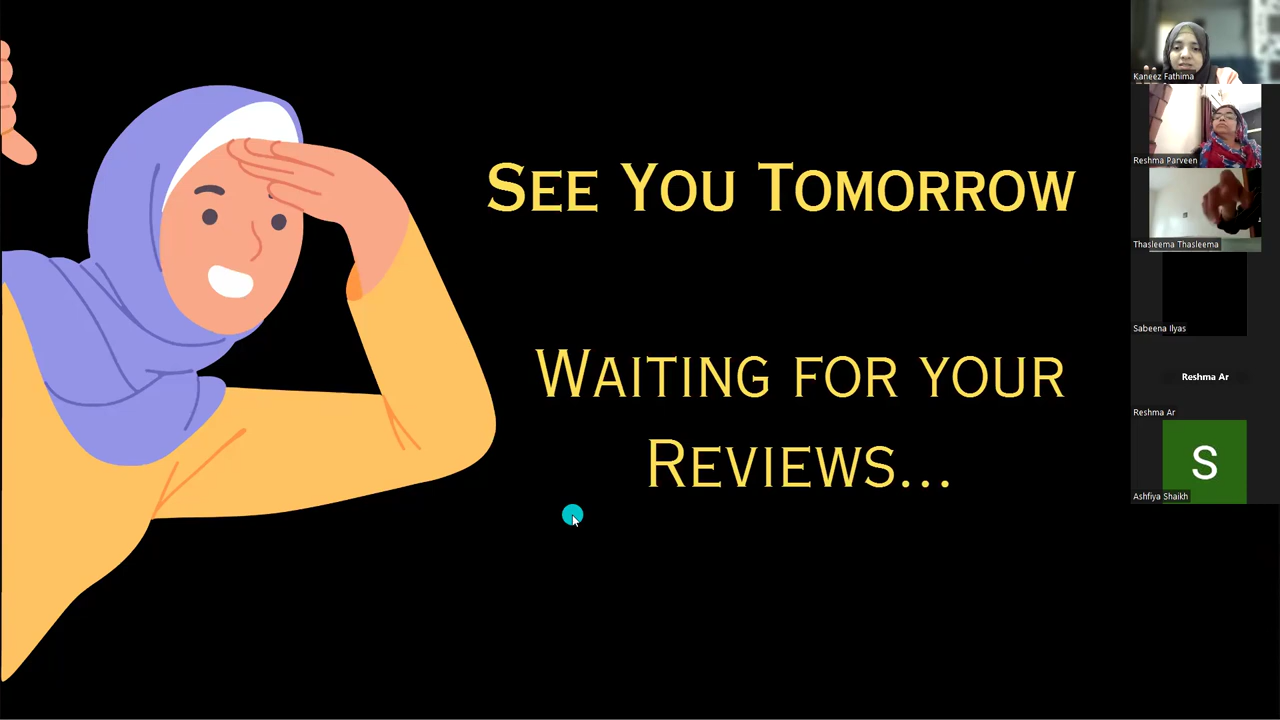 See You Tomorrow
Waiting for your
Reviews...
Kaneez Fathima
Reshma Parveen
Thasleema Thasleema
Sabeena Ilyas
Reshma Ar
Reshma Ar
S
Ashfiya Shaikh